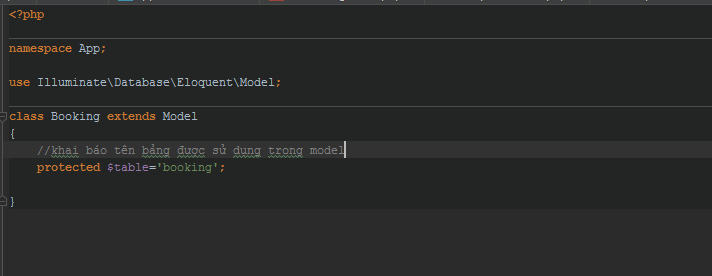 <?php
namespace App;
use Illuminate\Database\Eloquent\Model;
class Booking extends Model
{
//khai báo tên bảng được sử dụng trong model
protected $table='booking';
}